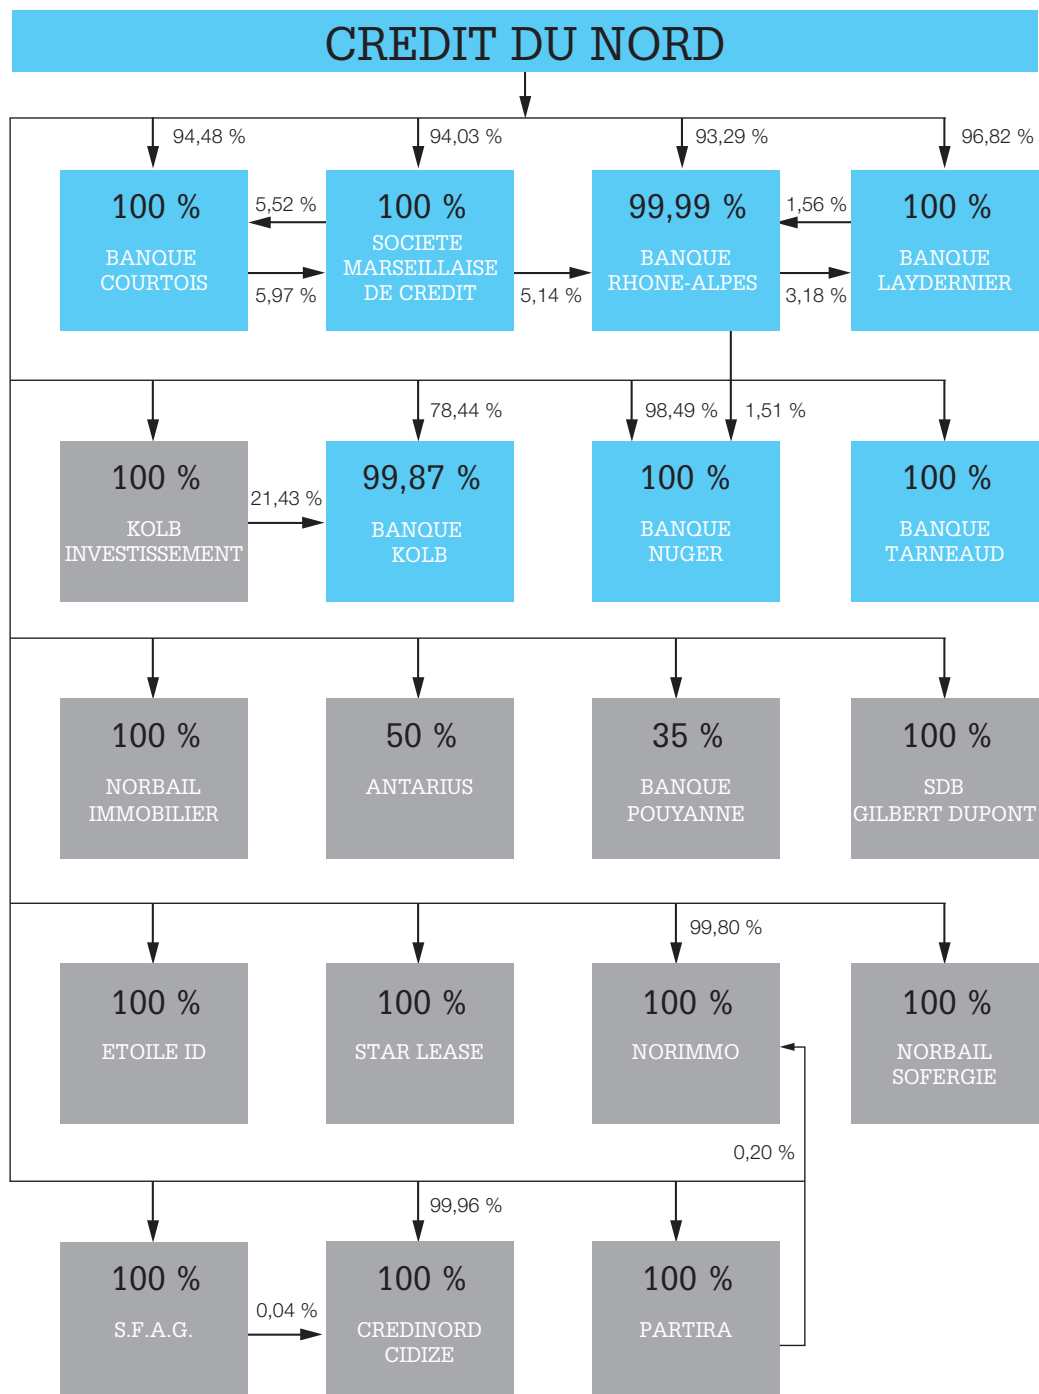 CREDIT DU NORD
94,48 %
94,03 %
93,29 %
96,82 %
100 %
BANQUE
COURTOIS
5,52 %
5,97 %
100 %
SOCIETE
MARSEILLAISE
DE CREDIT
5,14 %
99,99 %
BANQUE
RHONE-ALPES
1,56 %
3,18 %
100 %
BANQUE
LAYDERNIER
78,44 %
98,49 %
1,51 %
100 %
KOLB
INVESTISSEMENT
21,43 %
99,87 %
BANQUE
KOLB
100 %
BANQUE
NUGER
100 %
BANQUE
TARNEAUD
100 %
NORBAIL
IMMOBILIER
50 %
ANTARIUS
35 %
BANQUE
POUYANNE
100 %
SDB
GILBERT DUPONT
99,80 %
100 %
ETOILE ID
100 %
STAR LEASE
100 %
NORIMMO
100 %
NORBAIL
SOFERGIE
0,20 %
99,96 %
100 %
S.F.A.G.
0,04 %
100 %
CREDINORD
CIDIZE
100 %
PARTIRA